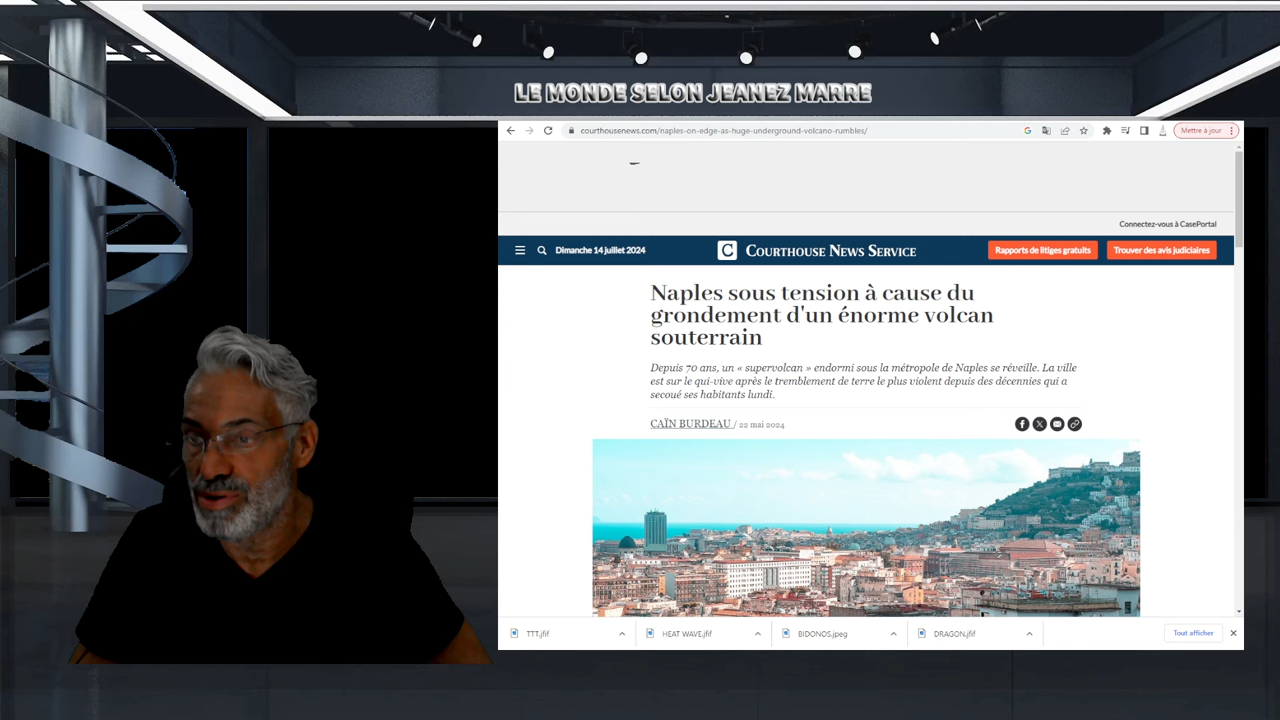 LE MONDE SELON JEANEZ MARRE
courthousenews.com/naples-on-edge-as-huge-underground-volcano-rumbles/
Mettre à jour
Connectez-vous à CasePortal
Dimanche 14 juillet 2024
C COURTHOUSE NEWS SERVICE
Rapports de litiges gratuits
Trouver des avis judiciaires
Naples sous tension à cause du
grondement d'un énorme volcan
souterrain
Depuis 70 ans, un « supervolcan » endormi sous la métropole de Naples se réveille. La ville
est sur le qui-vive après le tremblement de terre le plus violent depuis des décennies qui a
secoué ses habitants lundi.
CAÏN BURDEAU / 22 mai 2024
TTT.jfif
HEAT WAVE.jfif
BIDONOS.jpeg
DRAGON.jfif
Tout afficher